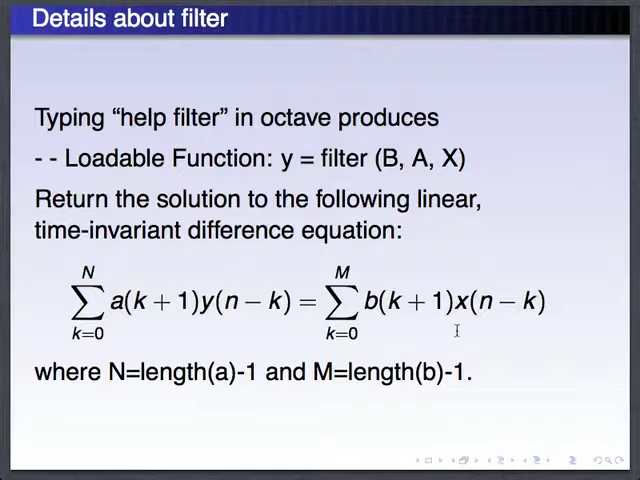 Details about filter
Typing “help filter” in octave produces
- - Loadable Function: y = filter (B, A, X)
Return the solution to the following linear,
time-invariant difference equation:
∑_{k=0}^{N} a(k + 1)y(n − k) = ∑_{k=0}^{M} b(k + 1)x(n − k)
where N=length(a)-1 and M=length(b)-1.